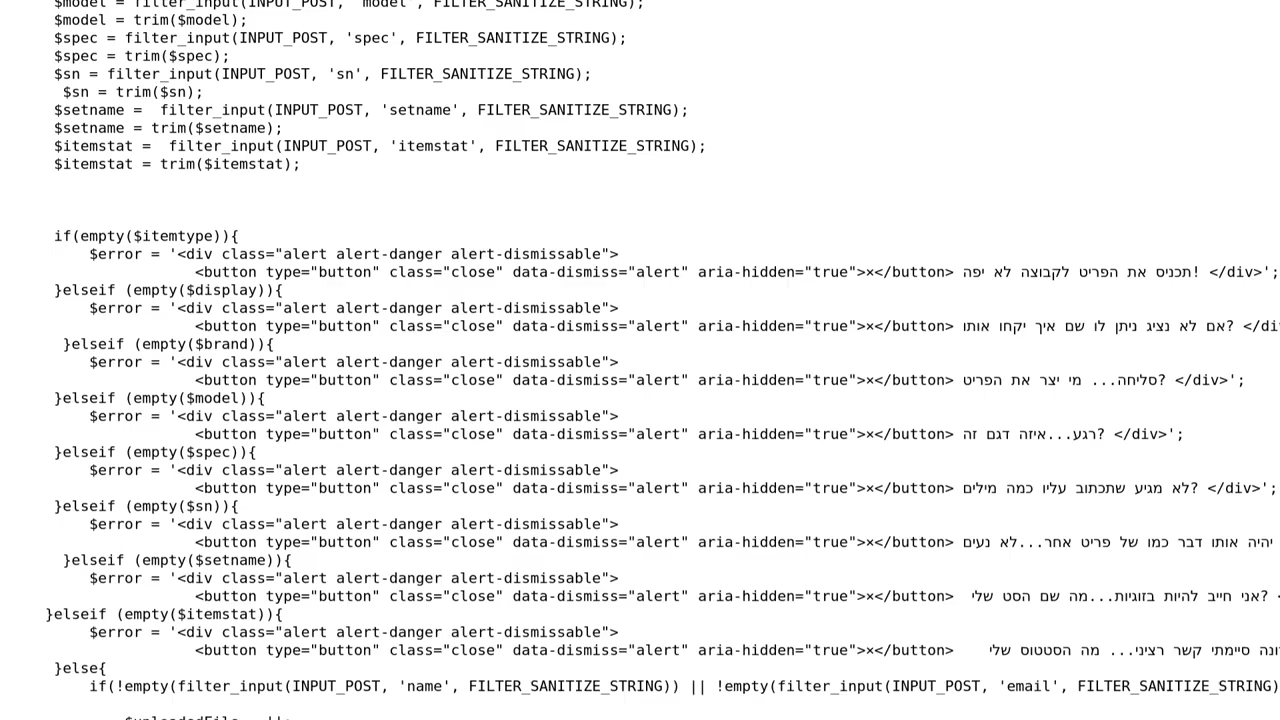 $model = filter_input(INPUT_POST, 'model', FILTER_SANITIZE_STRING);
$model = trim($model);
$spec = filter_input(INPUT_POST, 'spec', FILTER_SANITIZE_STRING);
$spec = trim($spec);
$sn = filter_input(INPUT_POST, 'sn', FILTER_SANITIZE_STRING);
$sn = trim($sn);
$setname =  filter_input(INPUT_POST, 'setname', FILTER_SANITIZE_STRING);
$setname = trim($setname);
$itemstat =  filter_input(INPUT_POST, 'itemstat', FILTER_SANITIZE_STRING);
$itemstat = trim($itemstat);
if(empty($itemtype)){
$error = '<div class="alert alert-danger alert-dismissable">
<button type="button" class="close" data-dismiss="alert" aria-hidden="true">×</button> תכניס את הפריט לקבוצה לא יפה! </div>';
}elseif (empty($display)){
$error = '<div class="alert alert-danger alert-dismissable">
<button type="button" class="close" data-dismiss="alert" aria-hidden="true">×</button> אם לא נציג ניתן לו שם איך יקחו אותו? </di
}elseif (empty($brand)){
$error = '<div class="alert alert-danger alert-dismissable">
<button type="button" class="close" data-dismiss="alert" aria-hidden="true">×</button> סליחה... מי יצר את הפריט? </div>';
}elseif (empty($model)){
$error = '<div class="alert alert-danger alert-dismissable">
<button type="button" class="close" data-dismiss="alert" aria-hidden="true">×</button> רגע...איזה דגם זה? </div>';
}elseif (empty($spec)){
$error = '<div class="alert alert-danger alert-dismissable">
<button type="button" class="close" data-dismiss="alert" aria-hidden="true">×</button> לא מגיע שתכתוב עליו כמה מילים? </div>';
}elseif (empty($sn)){
$error = '<div class="alert alert-danger alert-dismissable">
<button type="button" class="close" data-dismiss="alert" aria-hidden="true">×</button> יהיה אותו דבר כמו של פריט אחר...לא נעים
}elseif (empty($setname)){
$error = '<div class="alert alert-danger alert-dismissable">
<button type="button" class="close" data-dismiss="alert" aria-hidden="true">×</button>  אני חייב להיות בזוגיות...מה שם הסט שלי? <
}elseif (empty($itemstat)){
$error = '<div class="alert alert-danger alert-dismissable">
<button type="button" class="close" data-dismiss="alert" aria-hidden="true">×</button>    סיימתי קשר רציני... מה הסטטוס שלי
}else{
if(!empty(filter_input(INPUT_POST, 'name', FILTER_SANITIZE_STRING)) || !empty(filter_input(INPUT_POST, 'email', FILTER_SANITIZE_STRING)